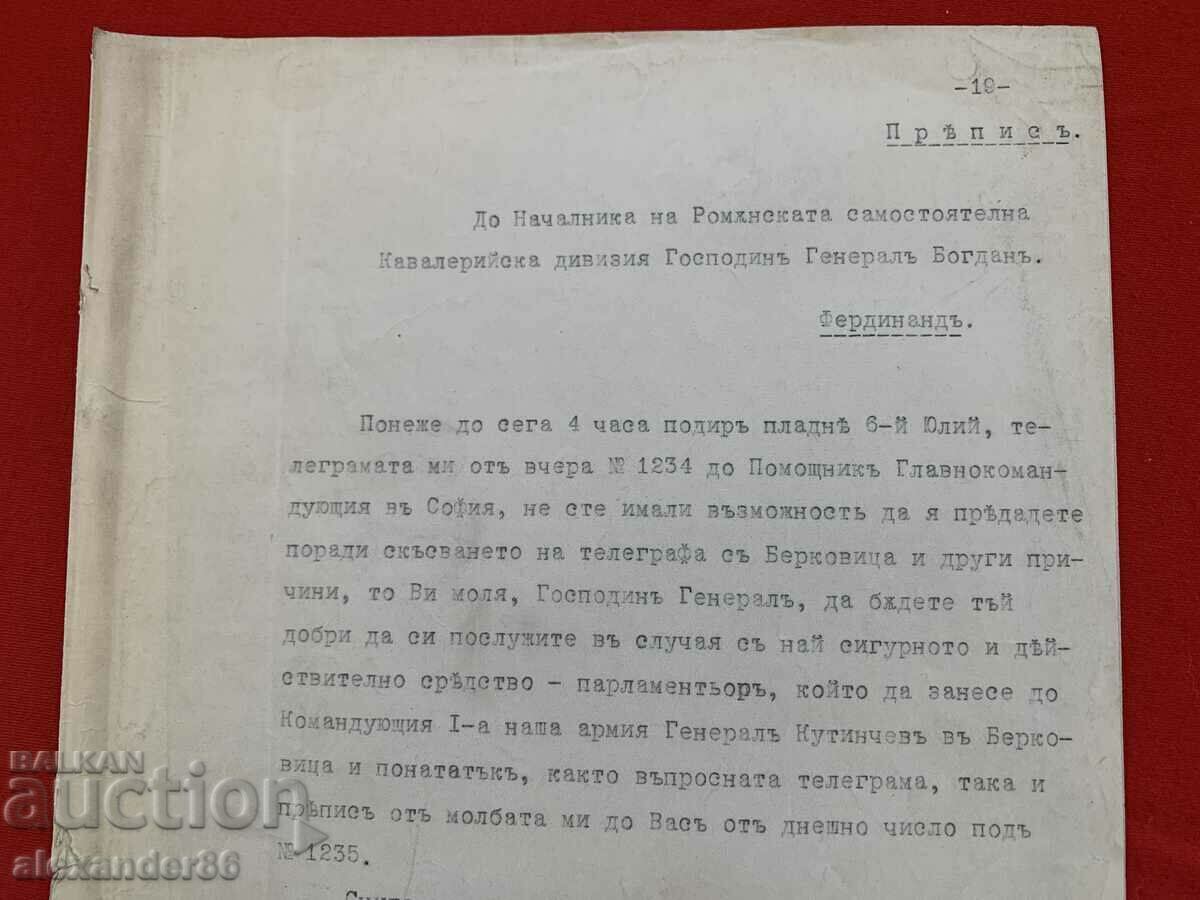 -19-
Прѣписъ.
До Началника на Ромѫнската самостоятелна
Кавалерийска дивизия Господинъ Генералъ Богданъ.
Фердинандъ.
Понеже до сега 4 часа подиръ пладнѣ 6-й Юлий, те-
леграмата ми отъ вчера № 1234 до Помощникъ Главнокоман-
дующия въ София, не сте имали възможность да я прѣдадете
поради скъсването на телеграфа съ Берковица и други при-
чини, то Ви моля, Господинъ Генералъ, да бѫдете тъй
добри да си послужите въ случая съ най сигурното и дѣй-
ствително срѣдство - парламентьоръ, който да занесе до
Командующия I-а наша армия Генералъ Кутинчевъ въ Берко-
вица и понататъкъ, както въпросната телеграма, така и
прѣписъ отъ молбата ми до Васъ отъ днешно число подъ
№ 1235.
BALKAN
auction
alexander86